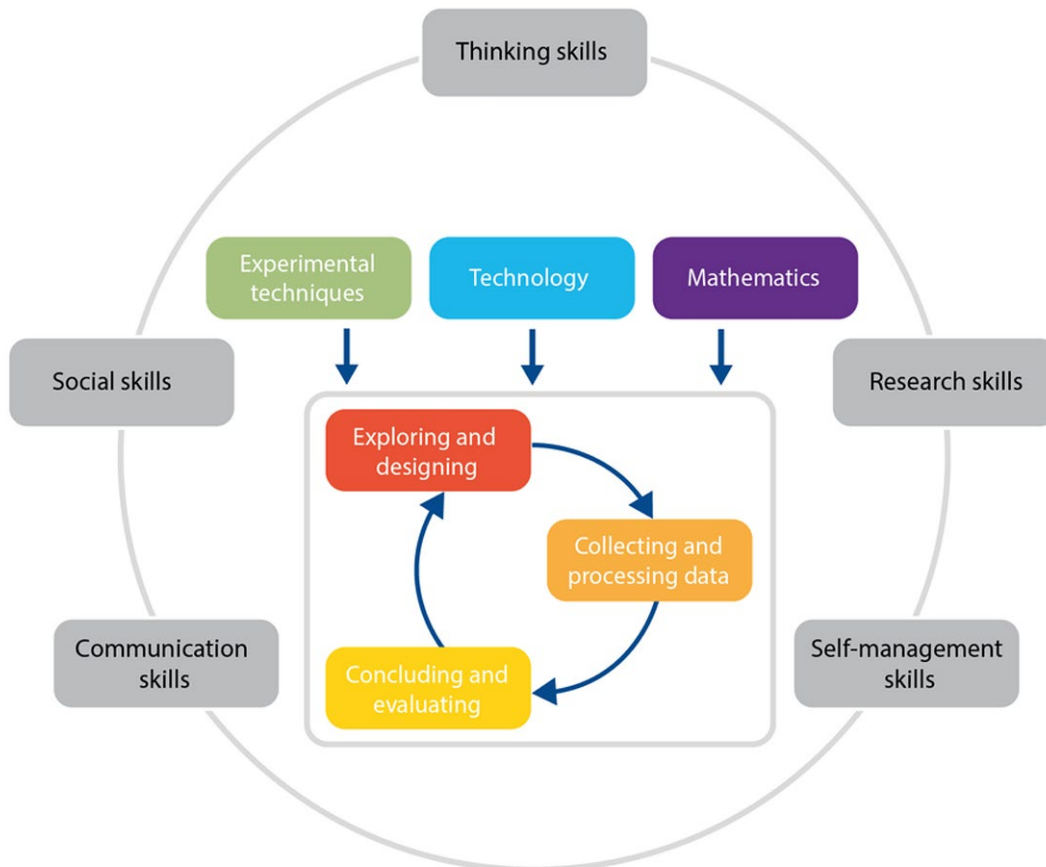 Thinking skills
Experimental
techniques
Technology
Mathematics
Social skills
Research skills
Exploring and
designing
Collecting and
processing data
Communication
skills
Self-management
skills
Concluding and
evaluating